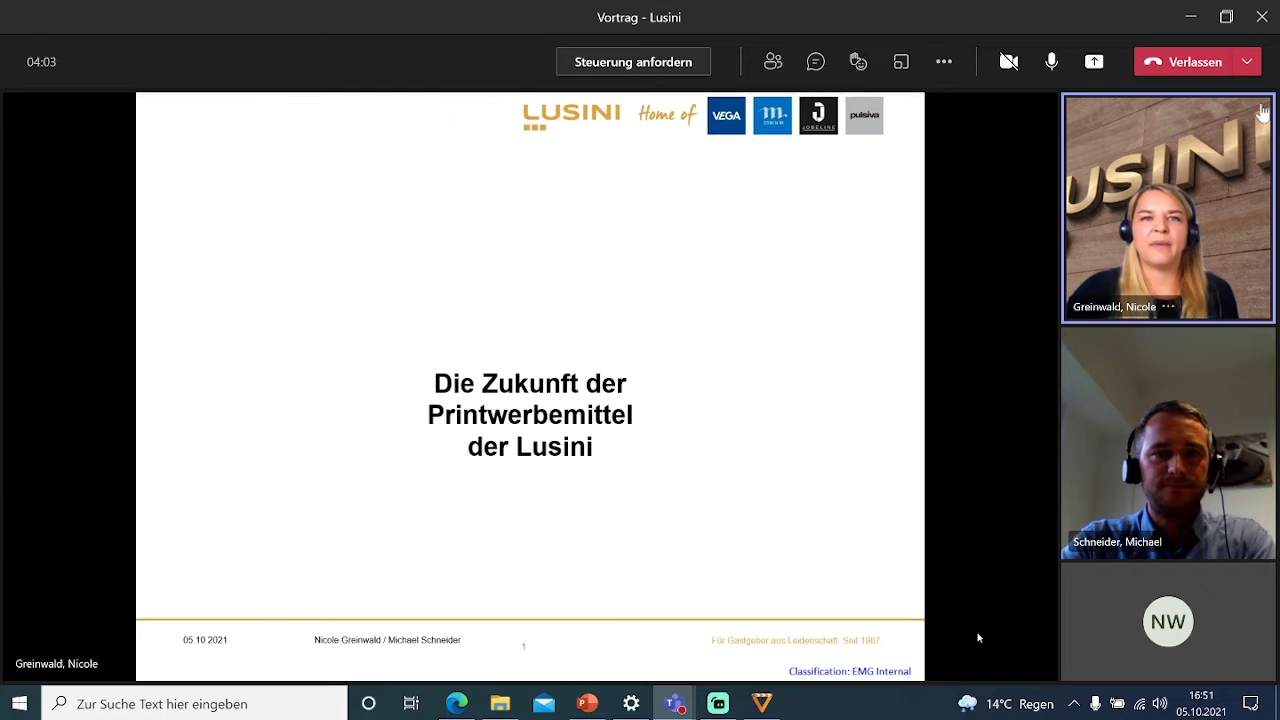 Vortrag - Lusini
04:03
Steuerung anfordern
Verlassen
LUSINI
Home of
VEGA
m.
JOBELINE
pulsiva
Die Zukunft der
Printwerbemittel
der Lusini
05.10.2021
Nicole Greinwald / Michael Schneider
1
Für Gastgeber aus Leidenschaft. Seit 1987.
Classification: EMG Internal
Greinwald, Nicole
USINI
Greinwald, Nicole
Schneider, Michael
NW
Zur Suche Text hier eingeben
14°C Regen
16:51
05.10.2021